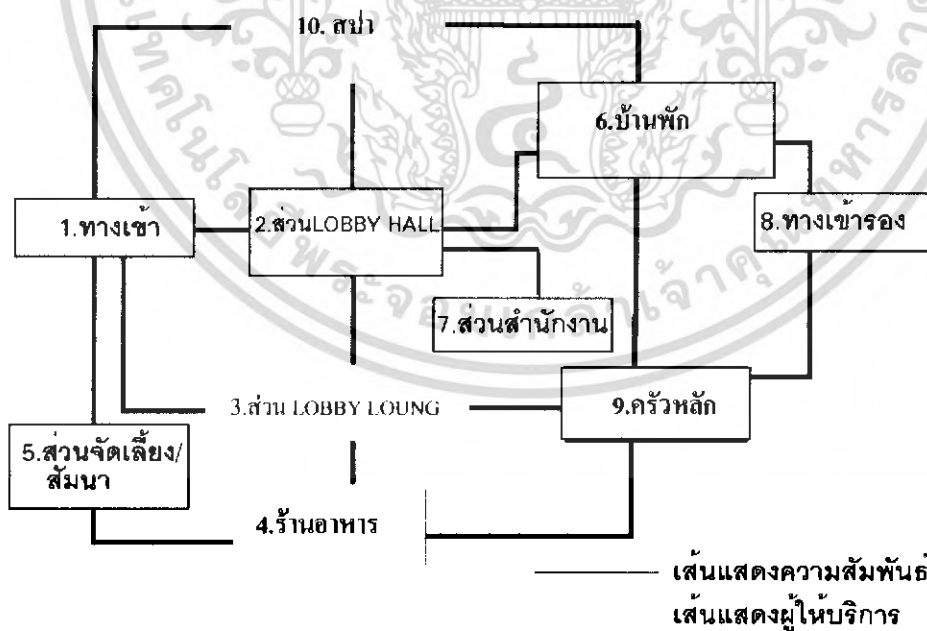 10. สปา
6.บ้านพัก
1.ทางเข้า
2.ส่วนLOBBY HALL
8.ทางเข้ารอง
7.ส่วนสำนักงาน
3.ส่วน LOBBY LOUNG
9.ครัวหลัก
5.ส่วนจัดเลี้ยง/
สัมนา
4.ร้านอาหาร
เส้นแสดงความสัมพันธ์
เส้นแสดงผู้ให้บริการ